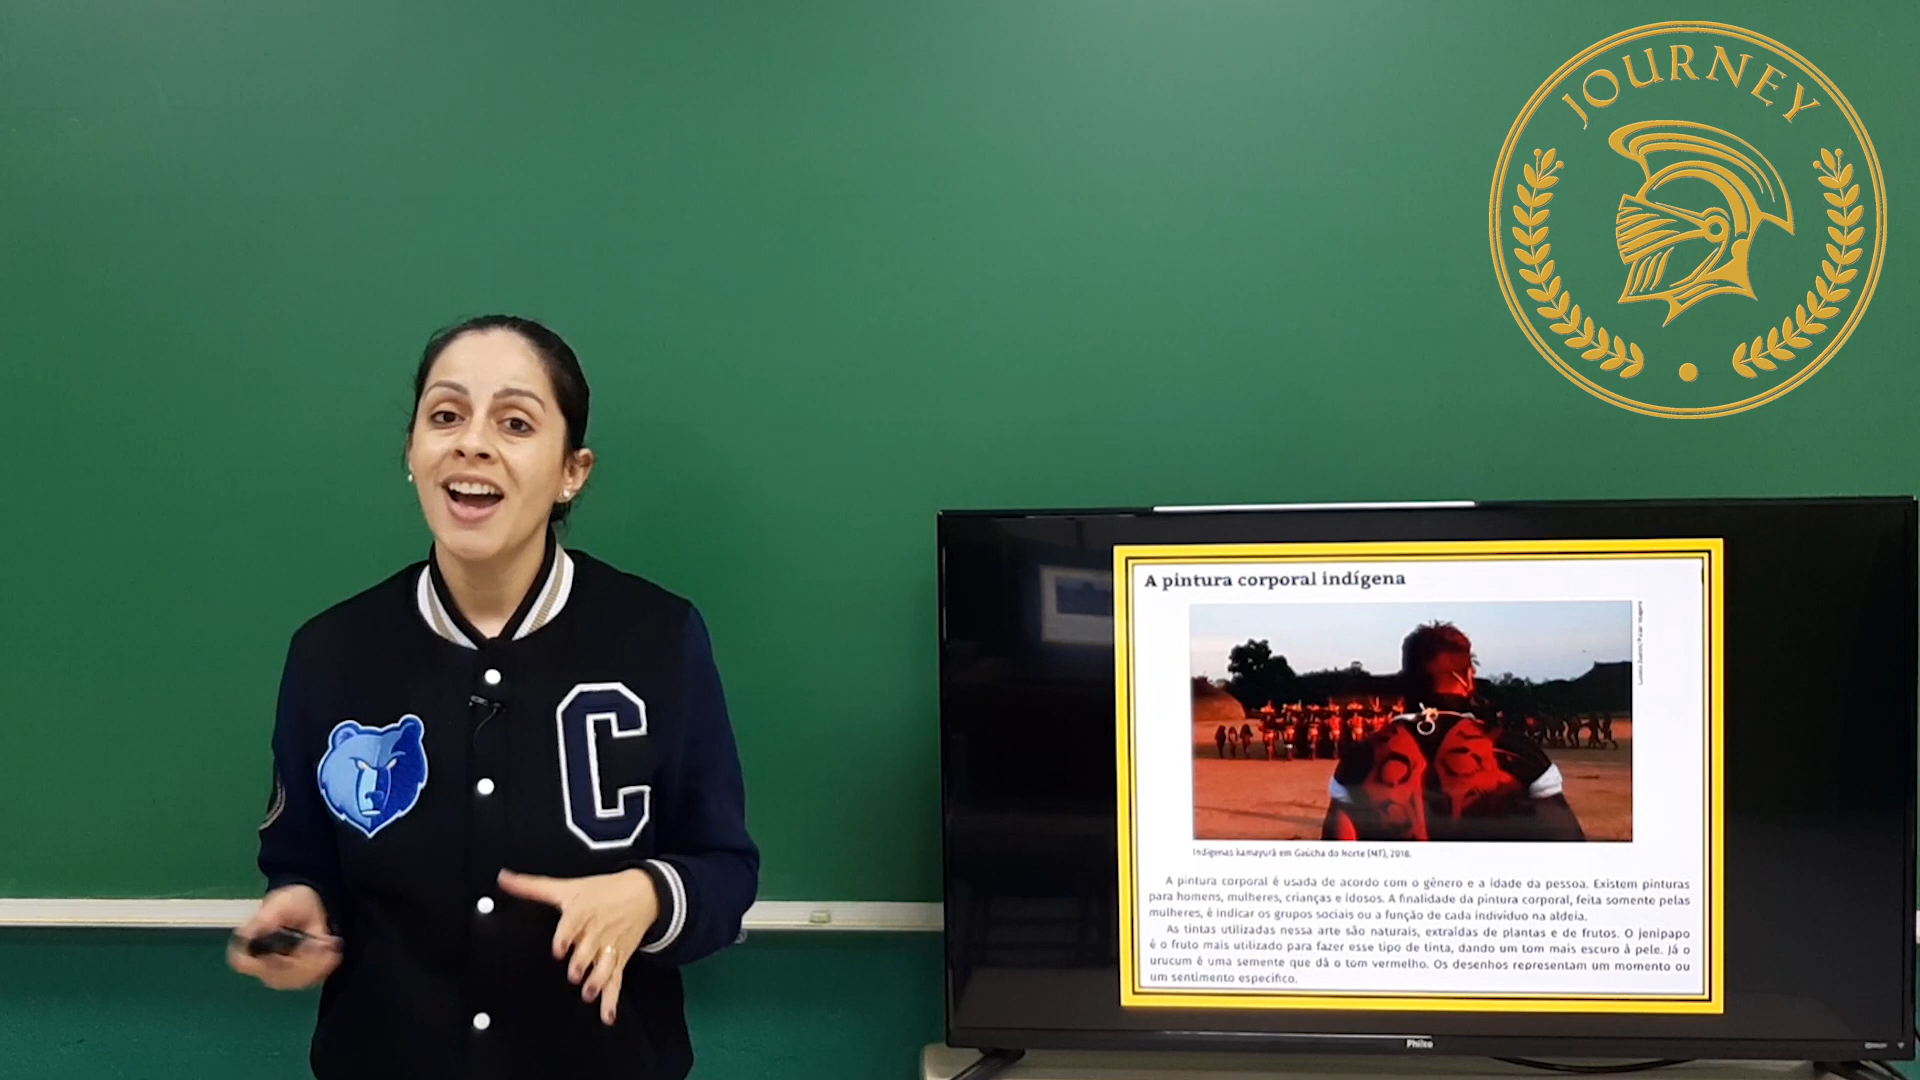 JOURNEY
C
A pintura corporal indígena
Indígenas kamayurá em Gaúcha do Norte (MT), 2018.
A pintura corporal é usada de acordo com o gênero e a idade da pessoa. Existem pinturas
para homens, mulheres, crianças e idosos. A finalidade da pintura corporal, feita somente pelas
mulheres, é indicar os grupos sociais ou a função de cada indivíduo na aldeia.
As tintas utilizadas nessa arte são naturais, extraídas de plantas e de frutos. O jenipapo
é o fruto mais utilizado para fazer esse tipo de tinta, dando um tom mais escuro à pele. Já o
urucum é uma semente que dá o tom vermelho. Os desenhos representam um momento ou
um sentimento específico.
Philco